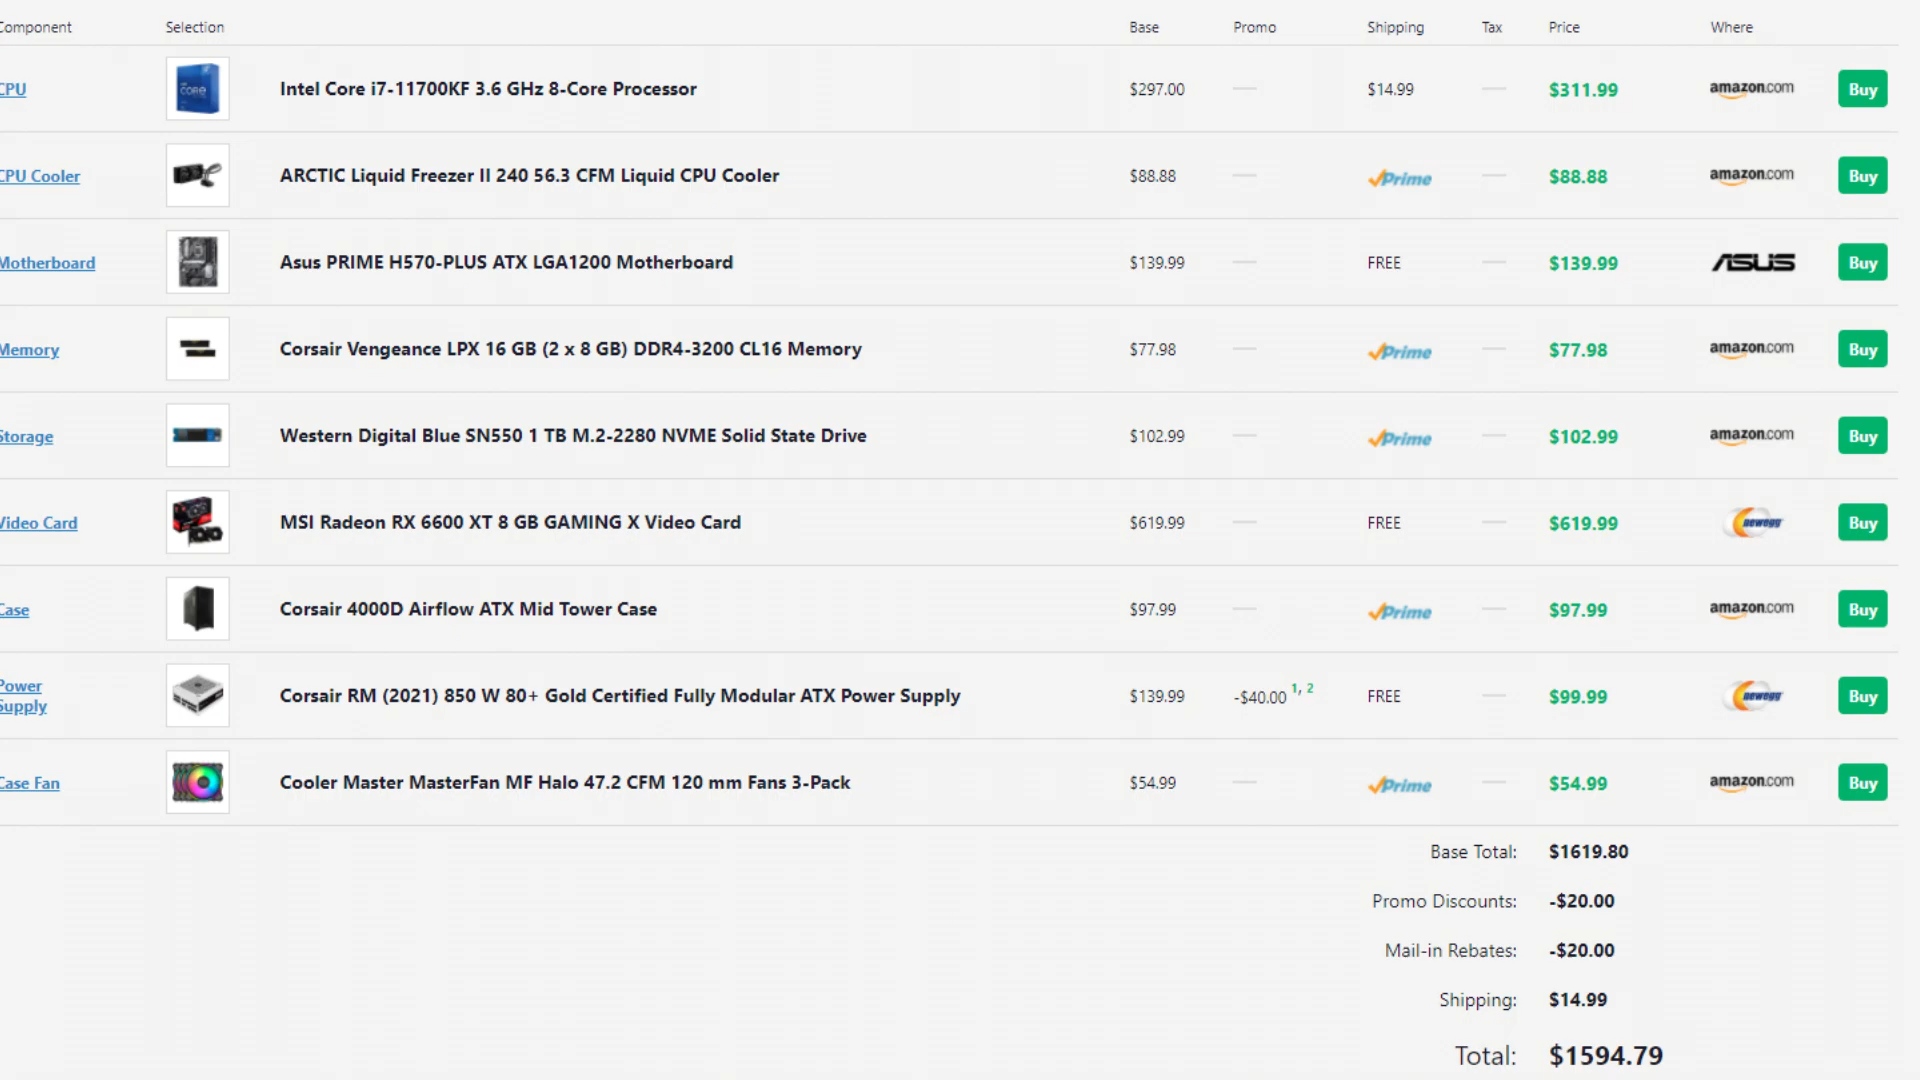 Component Selection Base Promo Shipping Tax Price Where
CPU Intel Core i7-11700KF 3.6 GHz 8-Core Processor $297.00 — $14.99 — $311.99 amazon.com Buy
CPU Cooler ARCTIC Liquid Freezer II 240 56.3 CFM Liquid CPU Cooler $88.88 — Prime — $88.88 amazon.com Buy
Motherboard Asus PRIME H570-PLUS ATX LGA1200 Motherboard $139.99 — FREE — $139.99 ASUS Buy
Memory Corsair Vengeance LPX 16 GB (2 x 8 GB) DDR4-3200 CL16 Memory $77.98 — Prime — $77.98 amazon.com Buy
Storage Western Digital Blue SN550 1 TB M.2-2280 NVME Solid State Drive $102.99 — Prime — $102.99 amazon.com Buy
Video Card MSI Radeon RX 6600 XT 8 GB GAMING X Video Card $619.99 — FREE — $619.99 newegg Buy
Case Corsair 4000D Airflow ATX Mid Tower Case $97.99 — Prime — $97.99 amazon.com Buy
Power Supply Corsair RM (2021) 850 W 80+ Gold Certified Fully Modular ATX Power Supply $139.99 -$40.00 1, 2 FREE — $99.99 newegg Buy
Case Fan Cooler Master MasterFan MF Halo 47.2 CFM 120 mm Fans 3-Pack $54.99 — Prime — $54.99 amazon.com Buy
Base Total: $1619.80
Promo Discounts: -$20.00
Mail-in Rebates: -$20.00
Shipping: $14.99
Total: $1594.79